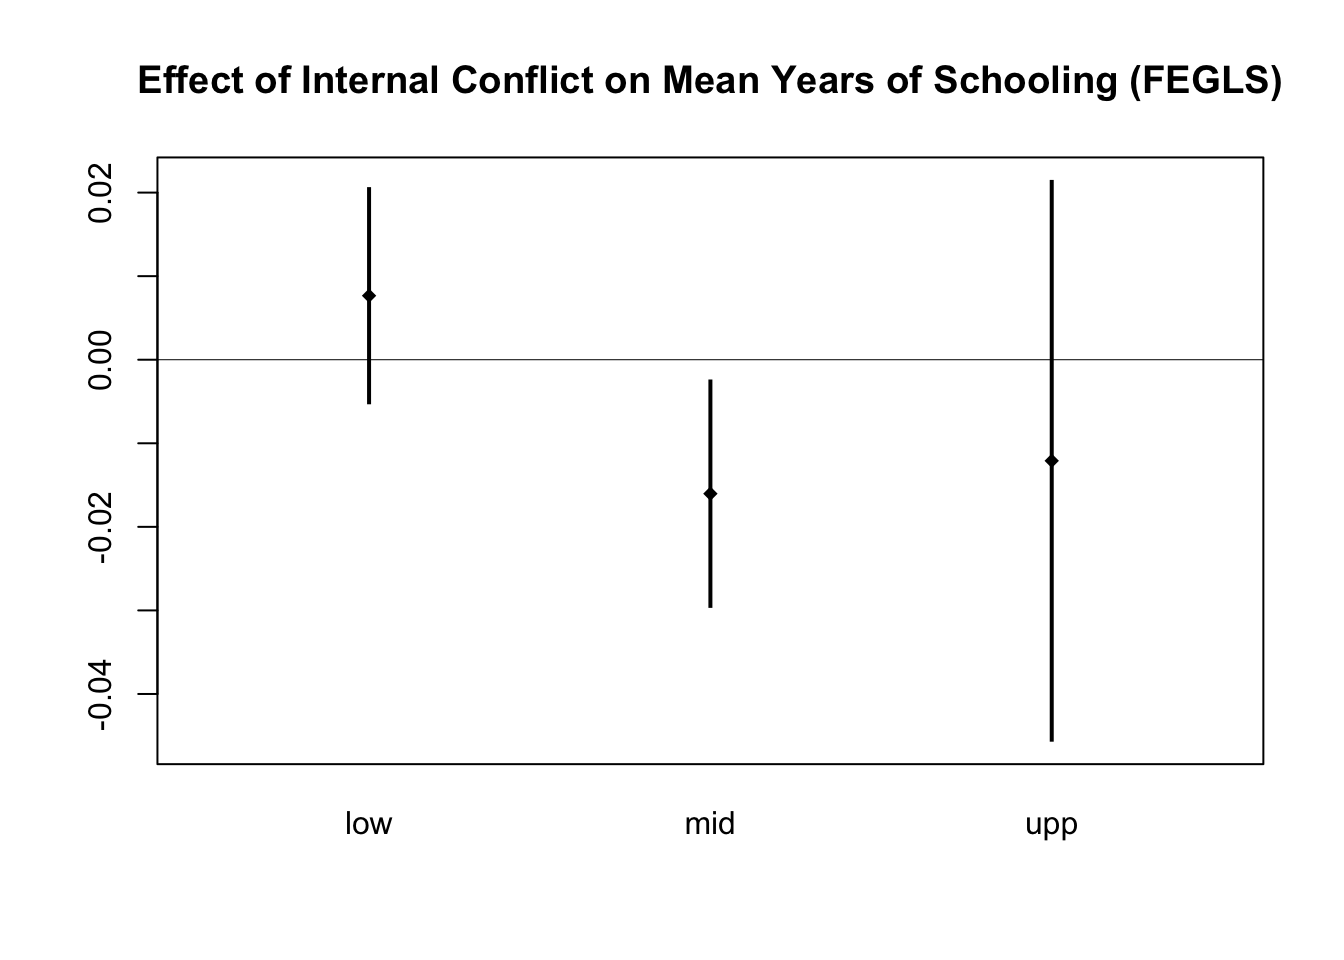 Effect of Internal Conflict on Mean Years of Schooling (FEGLS)
0.02
0.00
-0.02
-0.04
low mid upp